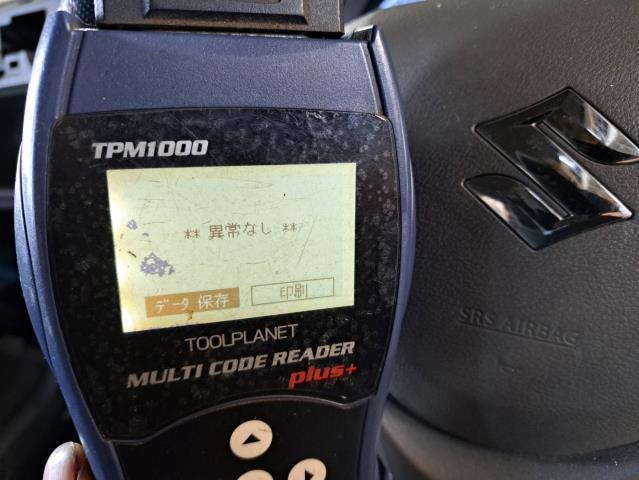 TPM1000
** 異常なし **
データ 保存
印刷
TOOLPLANET
MULTI CODE READER
plus+
SRS AIRBAG